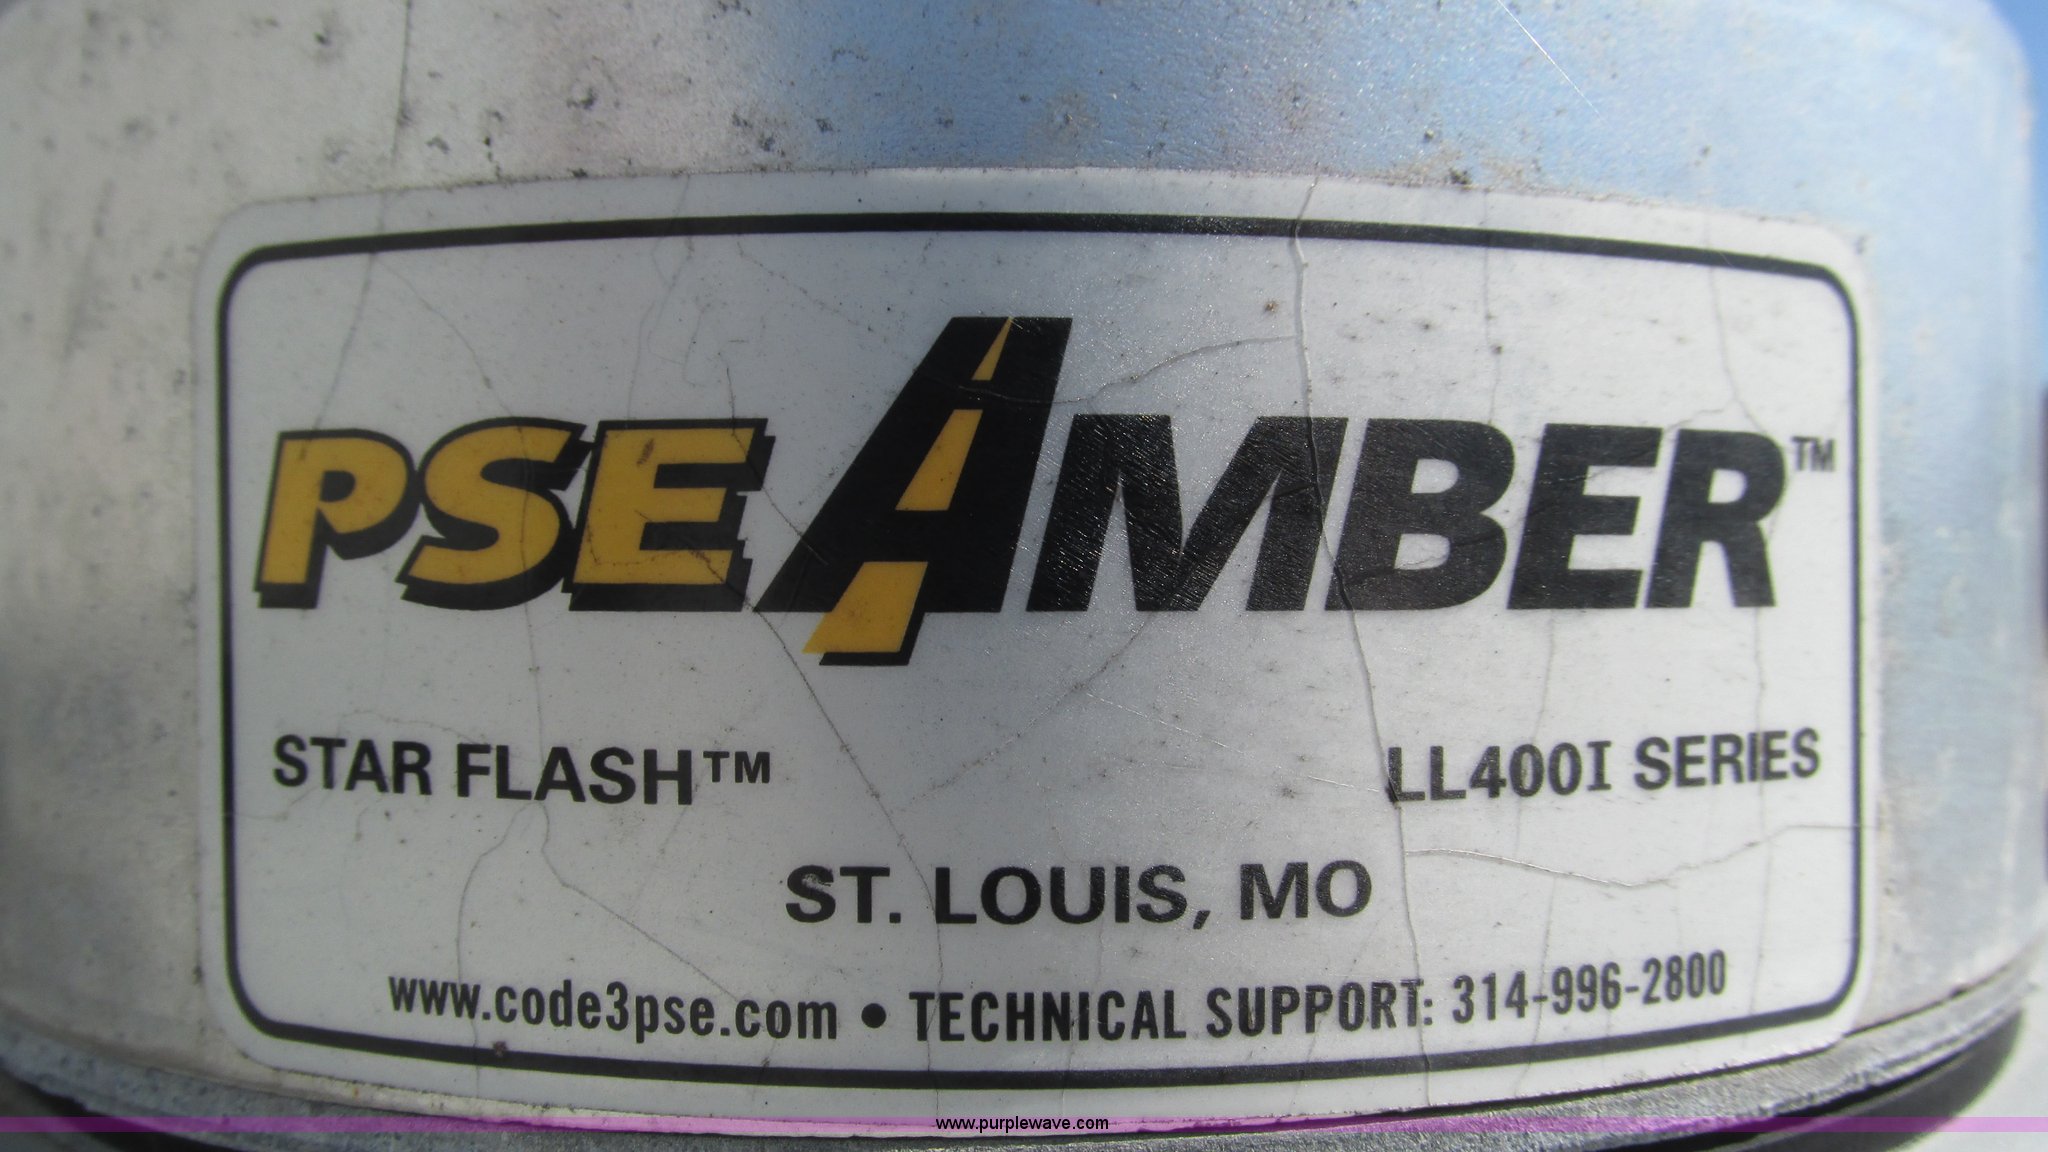 PSE AMBER™
STAR FLASH™ LL400I SERIES
ST. LOUIS, MO
www.code3pse.com • TECHNICAL SUPPORT: 314-996-2800
www.purplewave.com